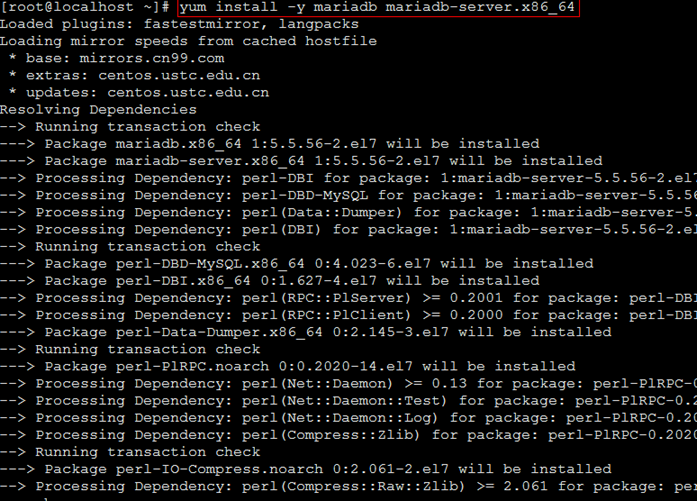 [root@localhost ~]# yum install -y mariadb mariadb-server.x86_64
Loaded plugins: fastestmirror, langpacks
Loading mirror speeds from cached hostfile
 * base: mirrors.cn99.com
 * extras: centos.ustc.edu.cn
 * updates: centos.ustc.edu.cn
Resolving Dependencies
--> Running transaction check
---> Package mariadb.x86_64 1:5.5.56-2.el7 will be installed
---> Package mariadb-server.x86_64 1:5.5.56-2.el7 will be installed
--> Processing Dependency: perl-DBI for package: 1:mariadb-server-5.5.56-2.el7
--> Processing Dependency: perl-DBD-MySQL for package: 1:mariadb-server-5.5.56
--> Processing Dependency: perl(Data::Dumper) for package: 1:mariadb-server-5.
--> Processing Dependency: perl(DBI) for package: 1:mariadb-server-5.5.56-2.el
--> Running transaction check
---> Package perl-DBD-MySQL.x86_64 0:4.023-6.el7 will be installed
---> Package perl-DBI.x86_64 0:1.627-4.el7 will be installed
--> Processing Dependency: perl(RPC::PlServer) >= 0.2001 for package: perl-DBI
--> Processing Dependency: perl(RPC::PlClient) >= 0.2000 for package: perl-DBI
---> Package perl-Data-Dumper.x86_64 0:2.145-3.el7 will be installed
--> Running transaction check
---> Package perl-PlRPC.noarch 0:0.2020-14.el7 will be installed
--> Processing Dependency: perl(Net::Daemon) >= 0.13 for package: perl-PlRPC-0
--> Processing Dependency: perl(Net::Daemon::Test) for package: perl-PlRPC-0.2
--> Processing Dependency: perl(Net::Daemon::Log) for package: perl-PlRPC-0.20
--> Processing Dependency: perl(Compress::Zlib) for package: perl-PlRPC-0.2020
--> Running transaction check
---> Package perl-IO-Compress.noarch 0:2.061-2.el7 will be installed
--> Processing Dependency: perl(Compress::Raw::Zlib) >= 2.061 for package: per